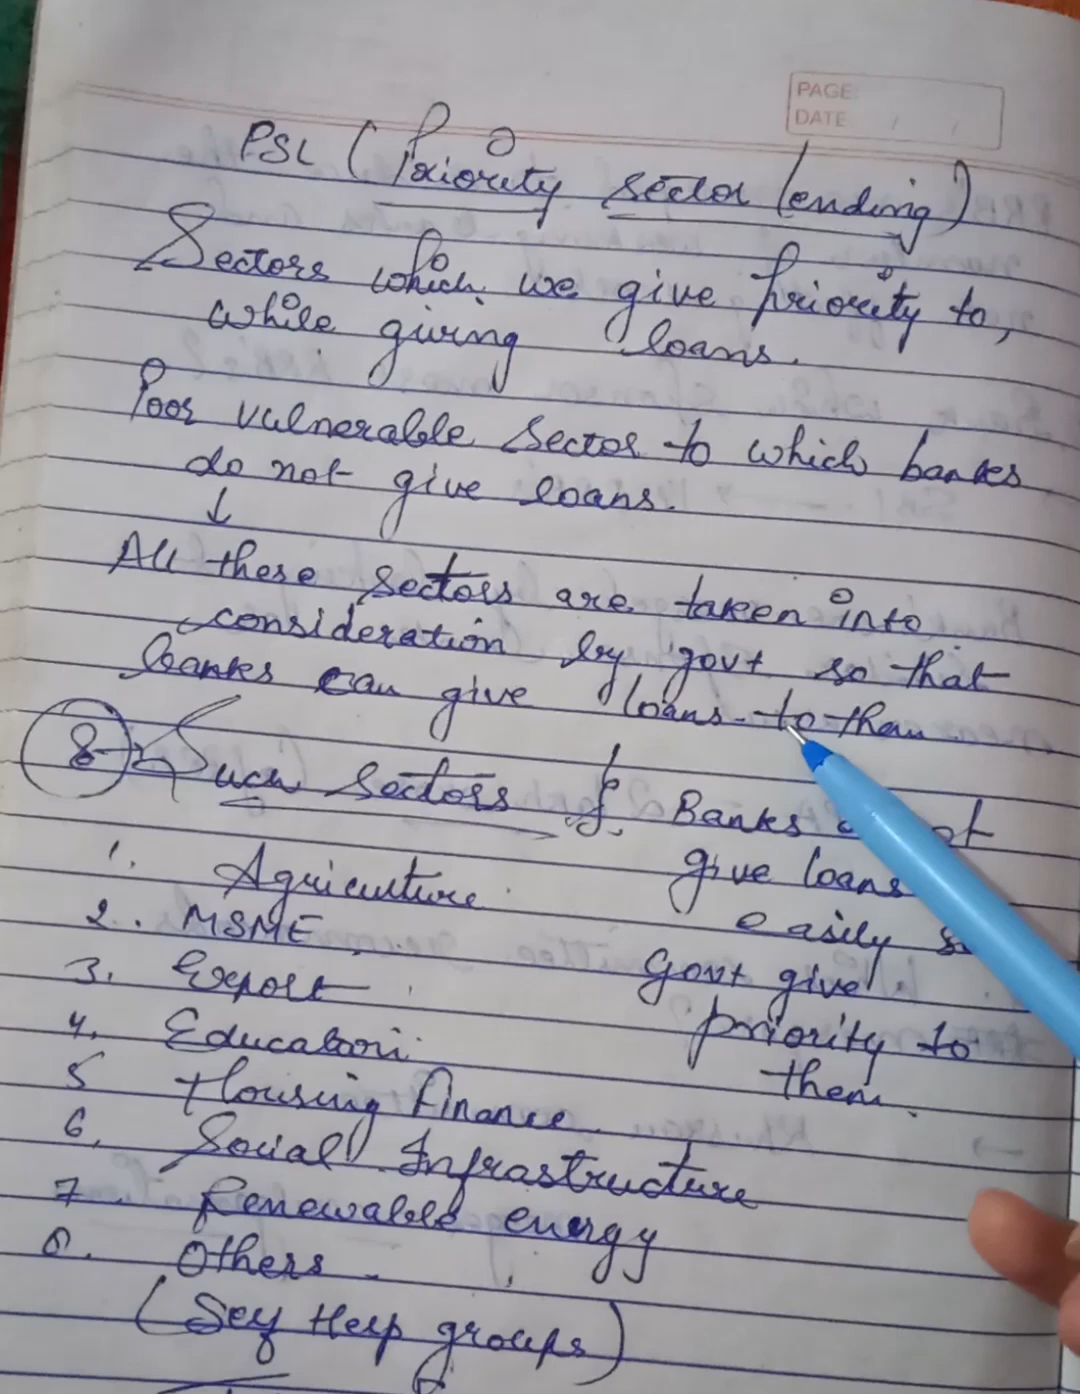 PAGE:
DATE / /
PSL (Priority sector lending)
Sectors which we give priority to,
while giving loans.
Poor vulnerable sector to which banks
do not give loans.
↓
All these sectors are taken into
consideration by govt so that
banks can give loans to them
8 Such sectors
1. Agriculture.
2. MSME
3. Export
4. Education
5 Housing finance
6. Social Infrastructure
7. Renewable energy
8. Others.
(Self Help groups)
Banks
give loans
easily
Govt give
priority to
them.